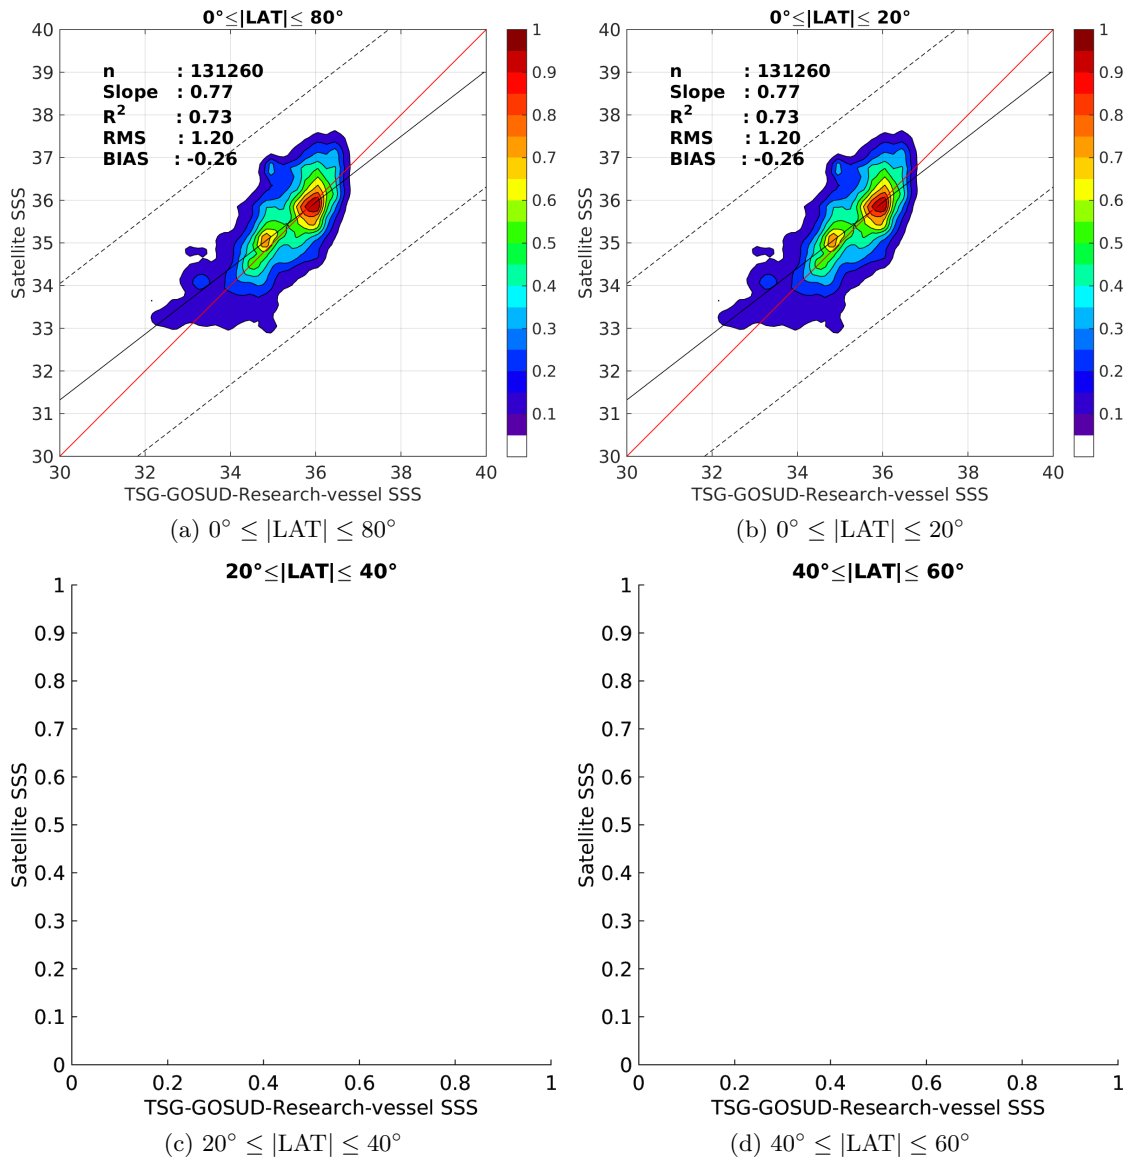 0°≤|LAT|≤ 80°
n : 131260
Slope : 0.77
R² : 0.73
RMS : 1.20
BIAS : -0.26
40
39
38
37
36
35
34
33
32
31
30
30 32 34 36 38 40
Satellite SSS
TSG-GOSUD-Research-vessel SSS
1
0.9
0.8
0.7
0.6
0.5
0.4
0.3
0.2
0.1
(a) 0° ≤ |LAT| ≤ 80°
0°≤|LAT|≤ 20°
n : 131260
Slope : 0.77
R² : 0.73
RMS : 1.20
BIAS : -0.26
40
39
38
37
36
35
34
33
32
31
30
30 32 34 36 38 40
Satellite SSS
TSG-GOSUD-Research-vessel SSS
1
0.9
0.8
0.7
0.6
0.5
0.4
0.3
0.2
0.1
(b) 0° ≤ |LAT| ≤ 20°
20°≤|LAT|≤ 40°
1
0.9
0.8
0.7
0.6
0.5
0.4
0.3
0.2
0.1
0
0 0.2 0.4 0.6 0.8 1
Satellite SSS
TSG-GOSUD-Research-vessel SSS
(c) 20° ≤ |LAT| ≤ 40°
40°≤|LAT|≤ 60°
1
0.9
0.8
0.7
0.6
0.5
0.4
0.3
0.2
0.1
0
0 0.2 0.4 0.6 0.8 1
Satellite SSS
TSG-GOSUD-Research-vessel SSS
(d) 40° ≤ |LAT| ≤ 60°